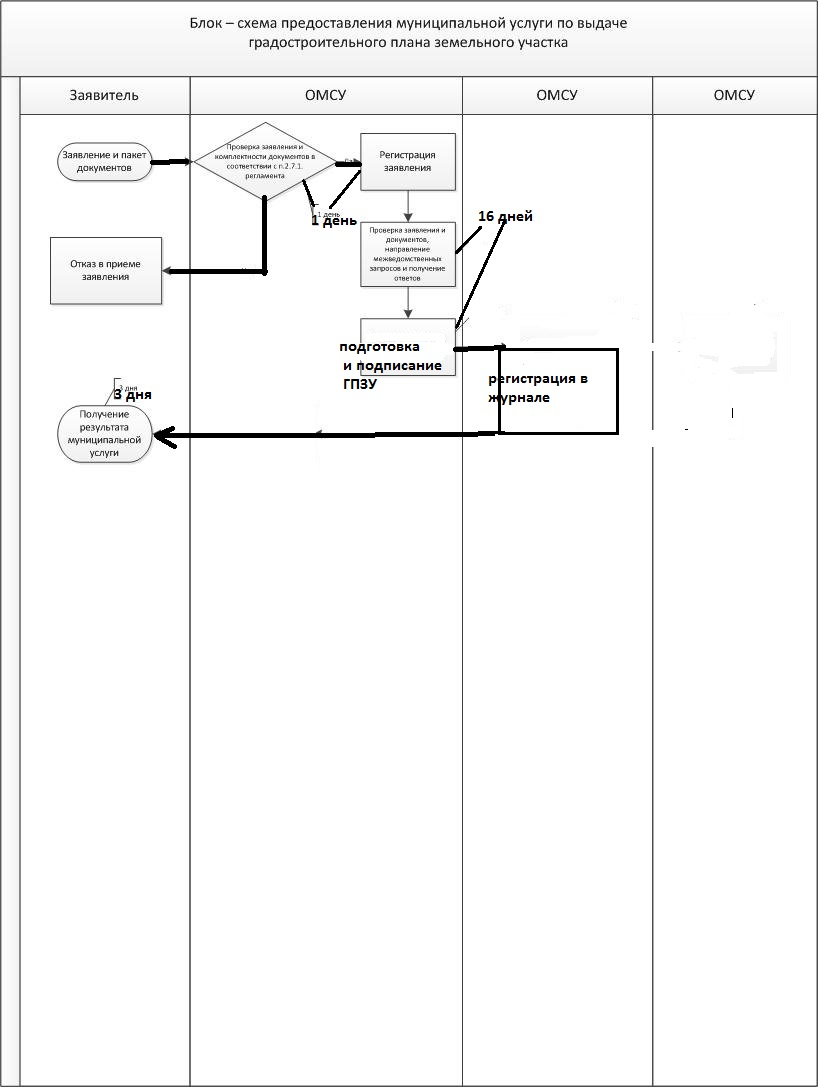 Блок – схема предоставления муниципальной услуги по выдаче
градостроительного плана земельного участка
Заявитель
ОМСУ
ОМСУ
ОМСУ
Заявление и пакет
документов
Проверка заявления и
комплектности документов в
соответствии с п.2.7.1.
регламента
Регистрация
заявления
1 день
1 день
16 дней
Проверка заявления и
документов,
направление
межведомственных
запросов и получение
ответов
Отказ в приеме
заявления
подготовка
и подписание
ГПЗУ
регистрация в
журнале
3 дня
3 дня
Получение
результата
муниципальной
услуги